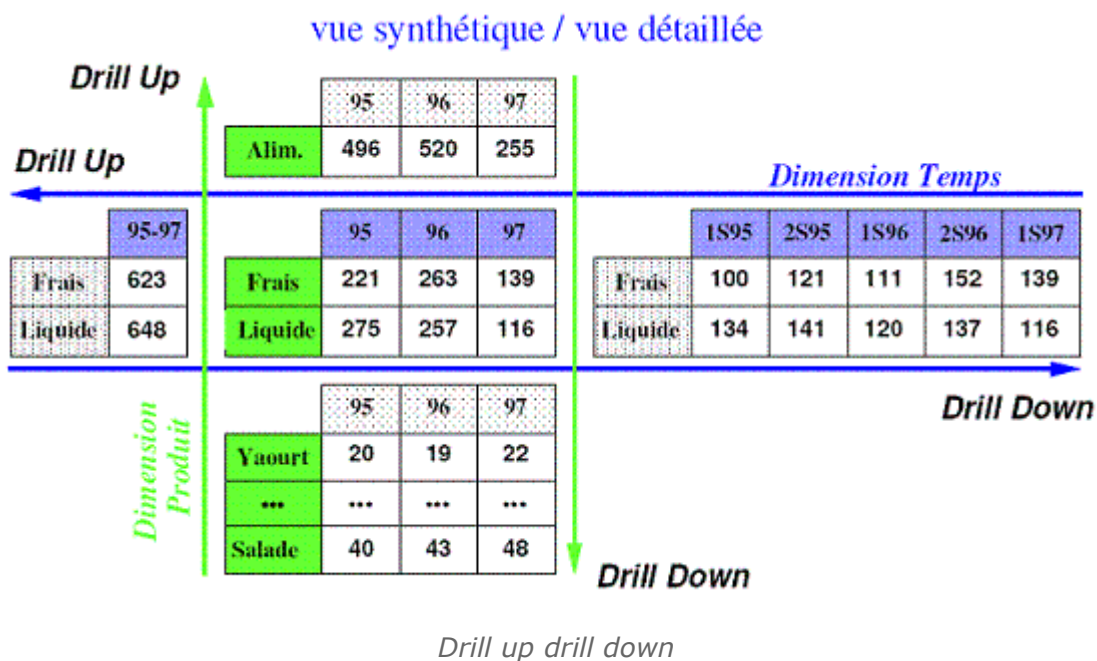 vue synthétique / vue détaillée
Drill Up
95 96 97
Alim. 496 520 255
Drill Up
Dimension Temps
95-97
Frais 623
Liquide 648
95 96 97
Frais 221 263 139
Liquide 275 257 116
1S95 2S95 1S96 2S96 1S97
Frais 100 121 111 152 139
Liquide 134 141 120 137 116
Drill Down
Dimension
Produit
95 96 97
Yaourt 20 19 22
... ... ... ...
Salade 40 43 48
Drill Down
Drill up drill down